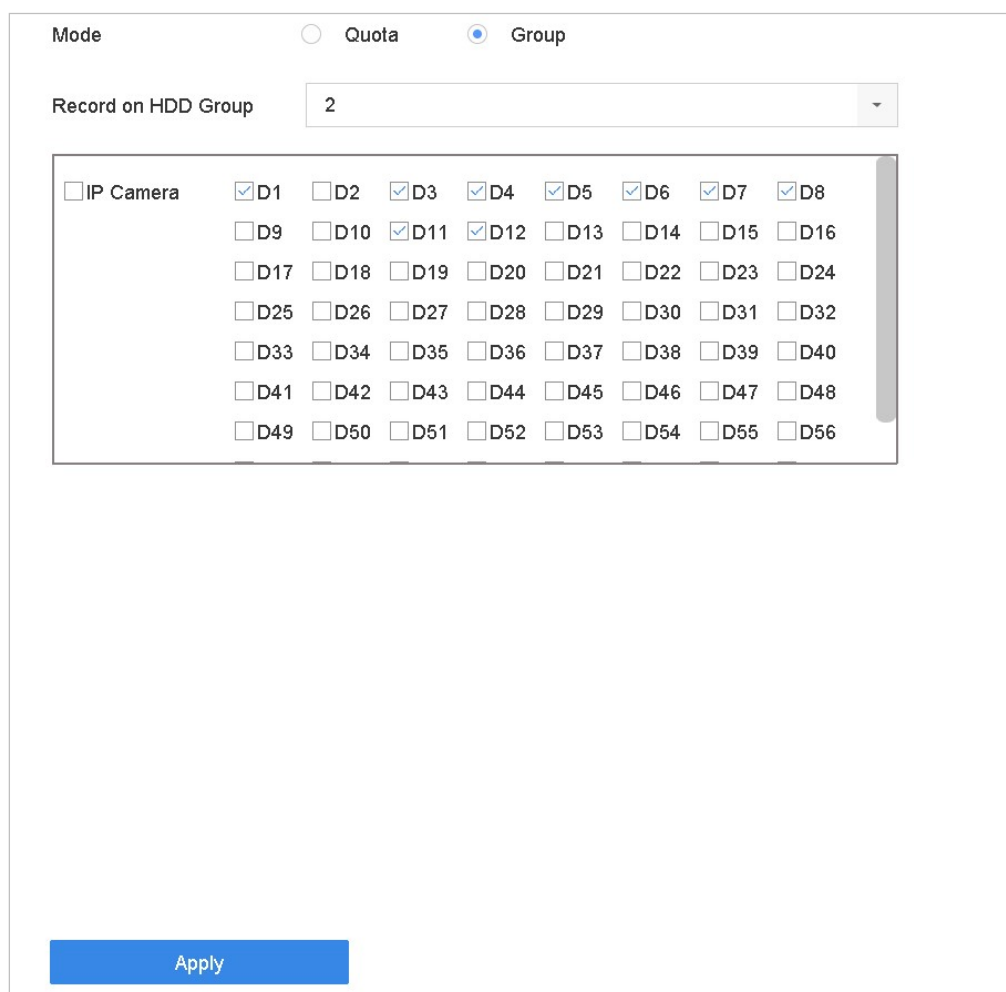 Mode Quota Group
Record on HDD Group 2
IP Camera D1 D2 D3 D4 D5 D6 D7 D8
D9 D10 D11 D12 D13 D14 D15 D16
D17 D18 D19 D20 D21 D22 D23 D24
D25 D26 D27 D28 D29 D30 D31 D32
D33 D34 D35 D36 D37 D38 D39 D40
D41 D42 D43 D44 D45 D46 D47 D48
D49 D50 D51 D52 D53 D54 D55 D56
Apply